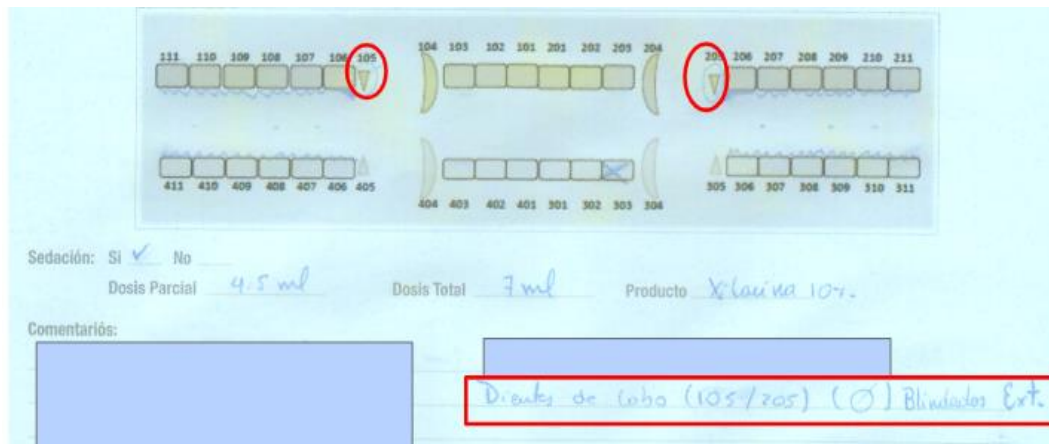 111 110 109 108 107 106 105 104 103 102 101 201 202 203 204 205 206 207 208 209 210 211
411 410 409 408 407 406 405 404 403 402 401 301 302 303 304 305 306 307 308 309 310 311
Sedación: Si ✓ No
Dosis Parcial 4.5 ml Dosis Total 7 ml Producto Xilacina 10%.
Comentariós:
Dientes de Lobo (105/205) (∅) Blindados Ext.